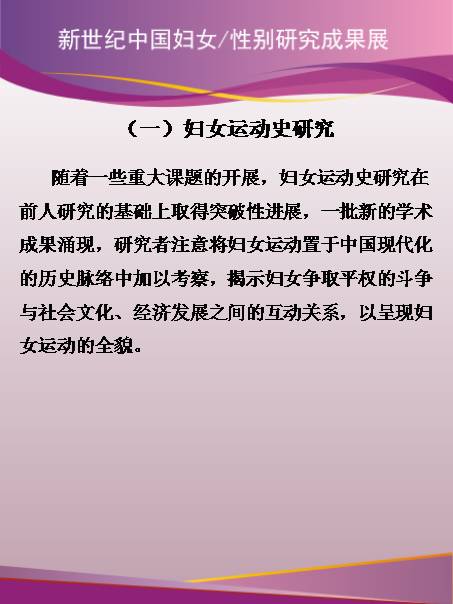 新世纪中国妇女/性别研究成果展
（一）妇女运动史研究
随着一些重大课题的开展，妇女运动史研究在
前人研究的基础上取得突破性进展，一批新的学术
成果涌现，研究者注意将妇女运动置于中国现代化
的历史脉络中加以考察，揭示妇女争取平权的斗争
与社会文化、经济发展之间的互动关系，以呈现妇
女运动的全貌。